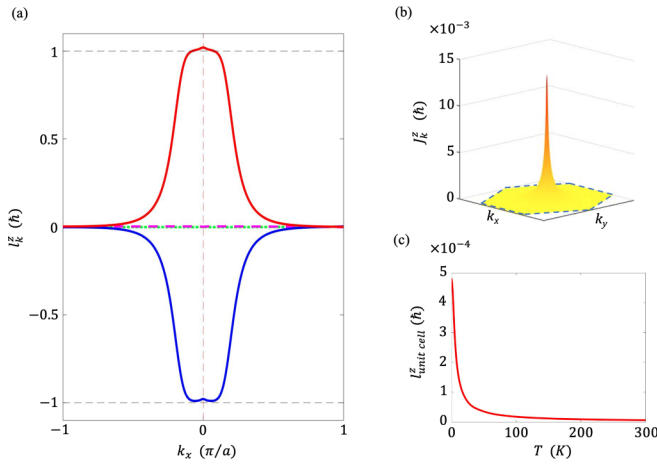 (a)
1
0.5
0
−0.5
−1
l_k^z (ℏ)
−1
0
1
k_x (π/a)
(b)
×10⁻³
15
10
5
0
J_k^z (ℏ)
k_x
k_y
(c)
×10⁻⁴
5
4
3
2
1
0
l_unit cell^z (ℏ)
0
100
200
300
T (K)